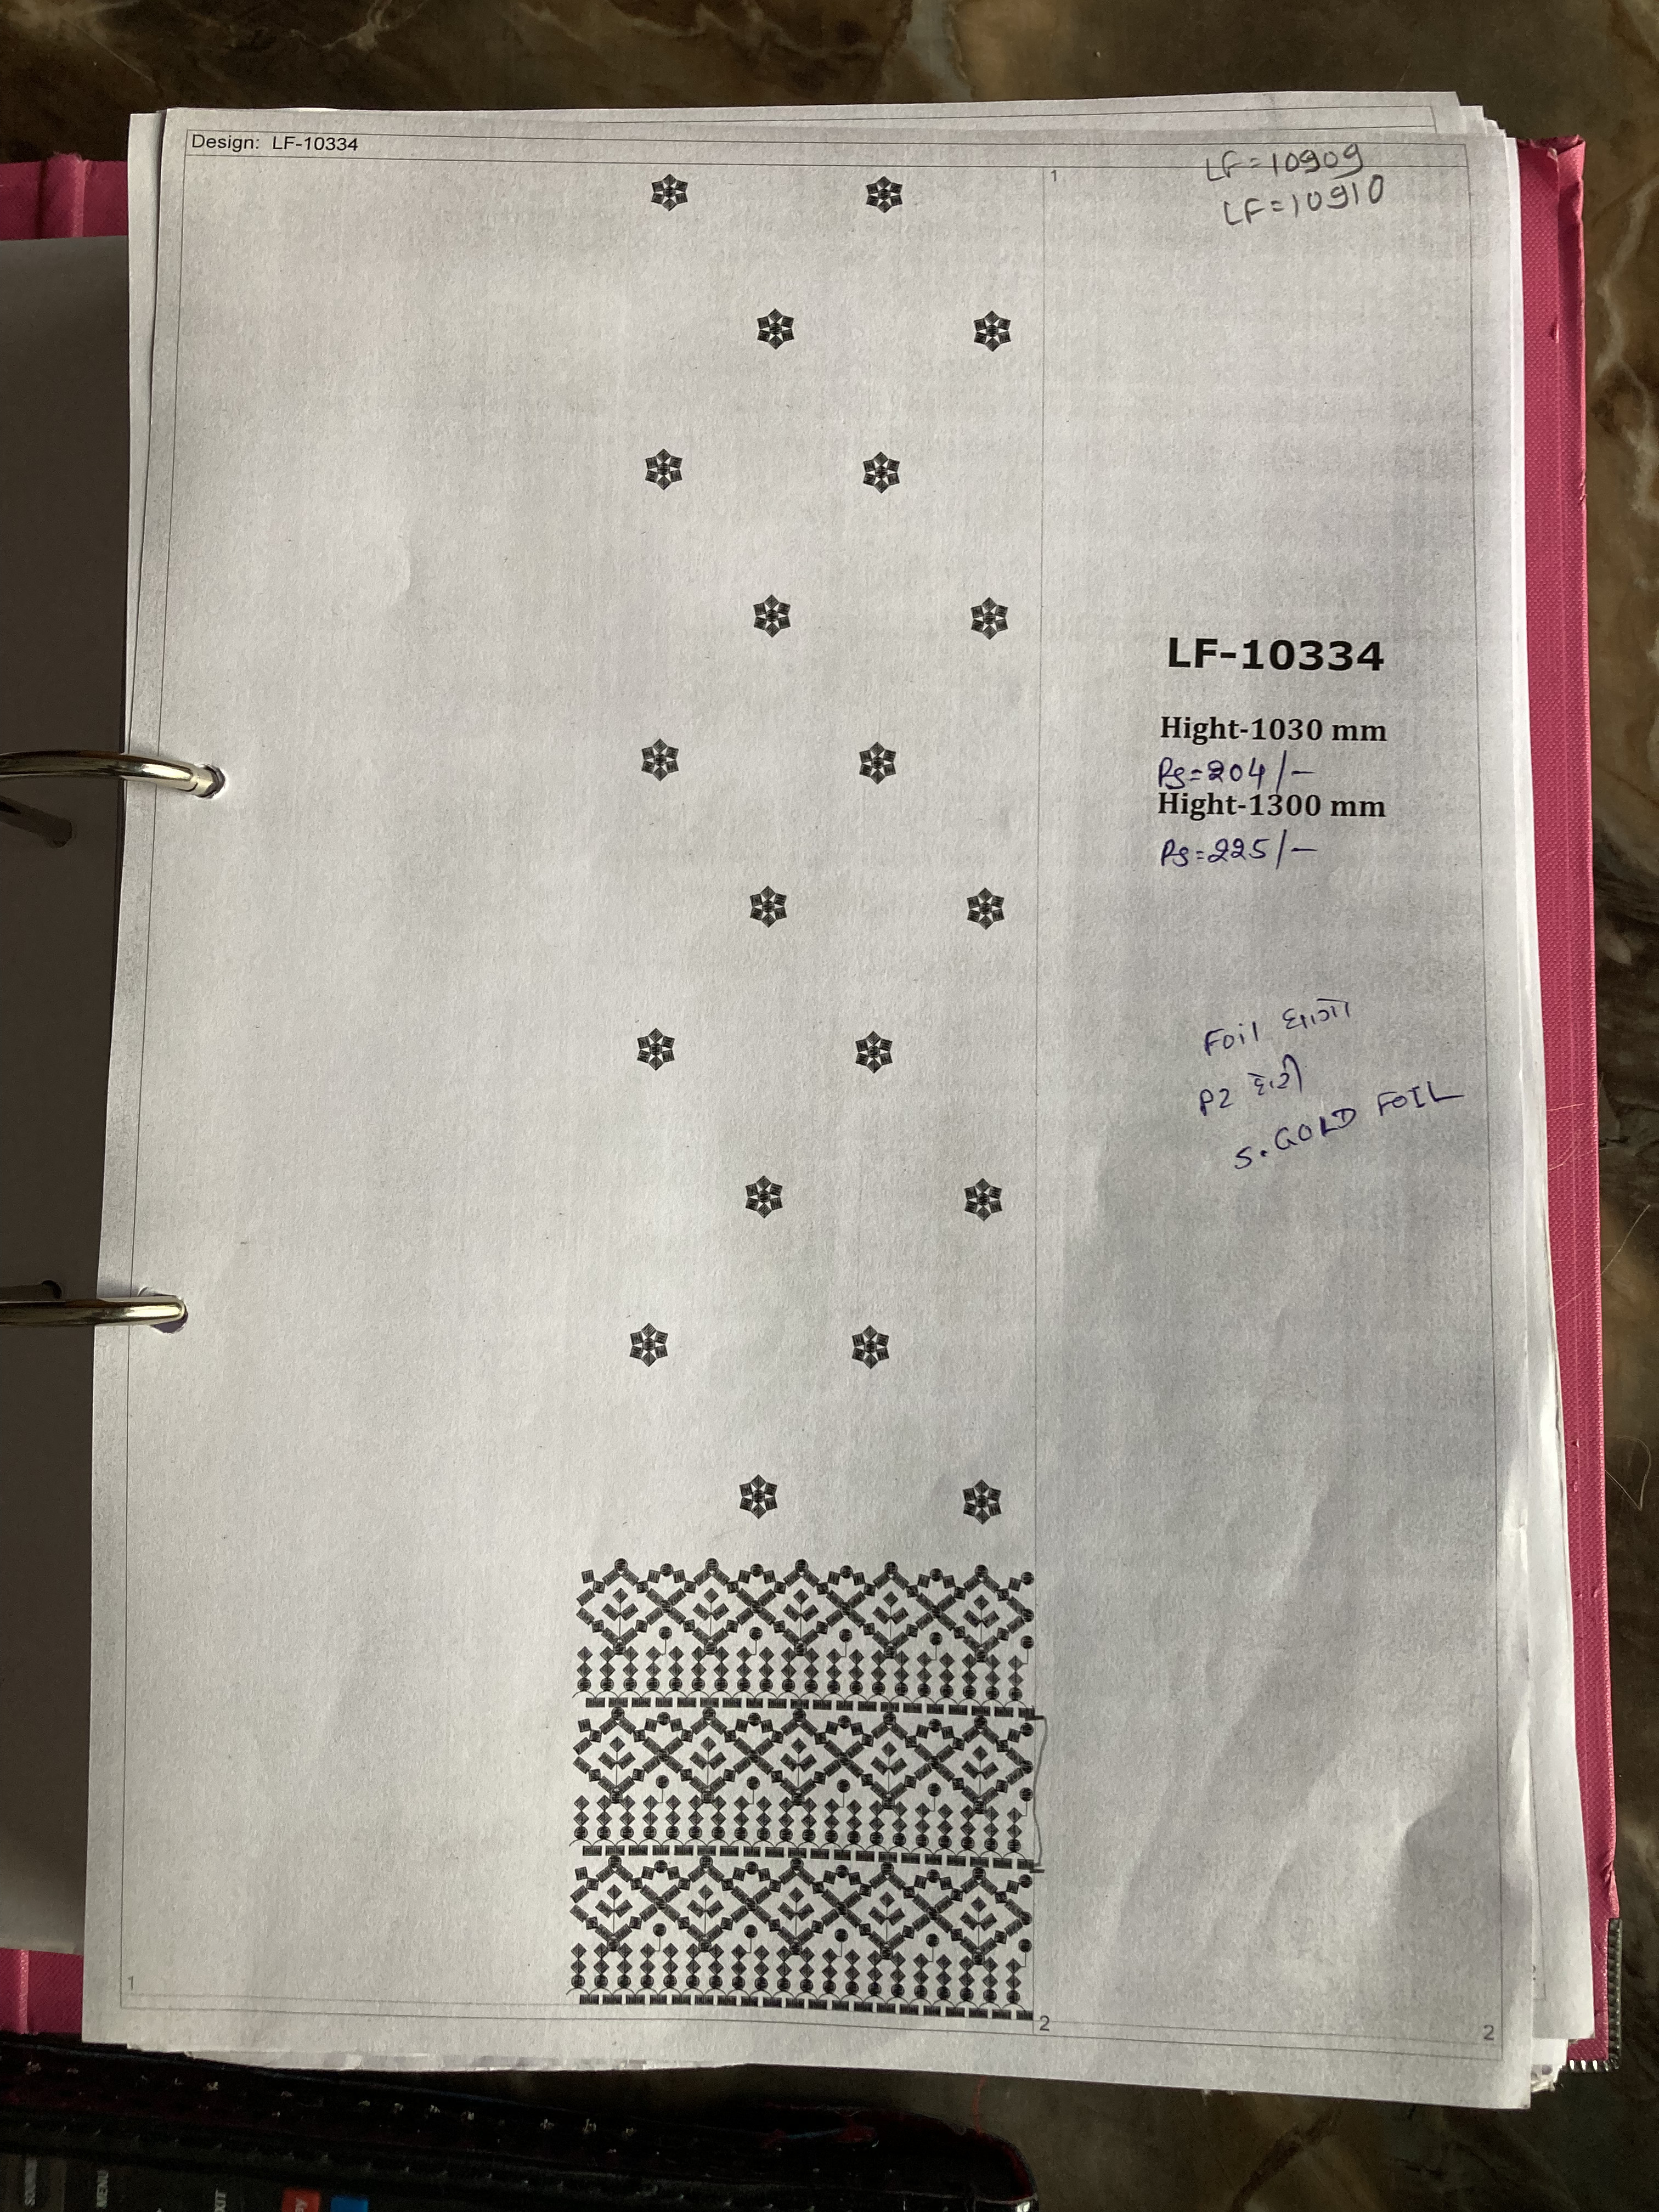 Design: LF-10334
1
LF=10909
LF=10910
LF-10334
Hight-1030 mm
Rs=204/-
Hight-1300 mm
Rs=225/-
Foil
P2
S.GOLD FOIL
1
2
2
MENU